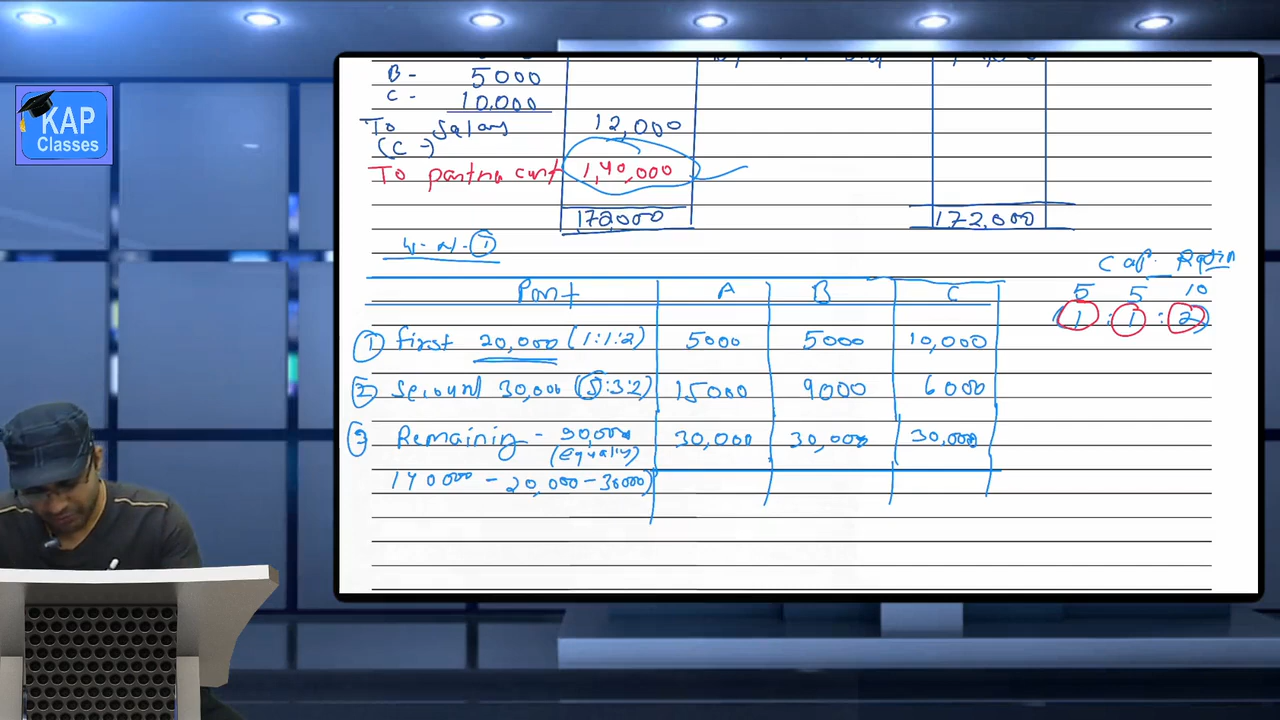 KAP
Classes
B - 5000
C - 10,000
To Salary 12,000
(C -)
To partner curt 1,40,000
172000 172,000
W-N-①
Cap. Ratio
5 5 10
(1 : 1 : 2)
Part A B C
① first 20,000 (1:1:2) 5000 5000 10,000
② Second 30,000 (5:3:2) 15000 9000 6000
③ Remaining - 90,000 30,000 30,000 30,000
(Equally)
140000 - 20,000 - 30000)